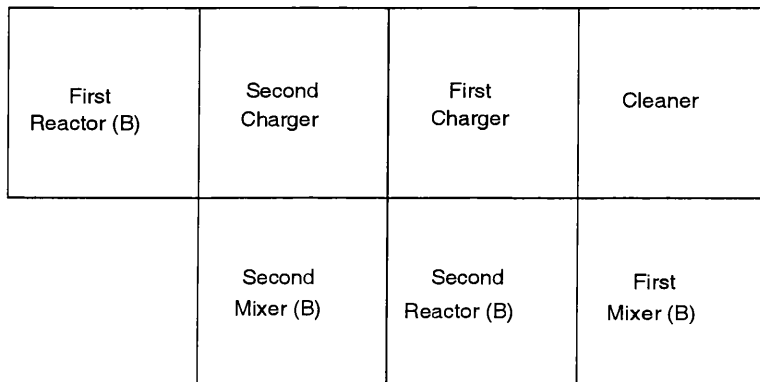 First
Reactor (B)
Second
Charger
First
Charger
Cleaner
Second
Mixer (B)
Second
Reactor (B)
First
Mixer (B)